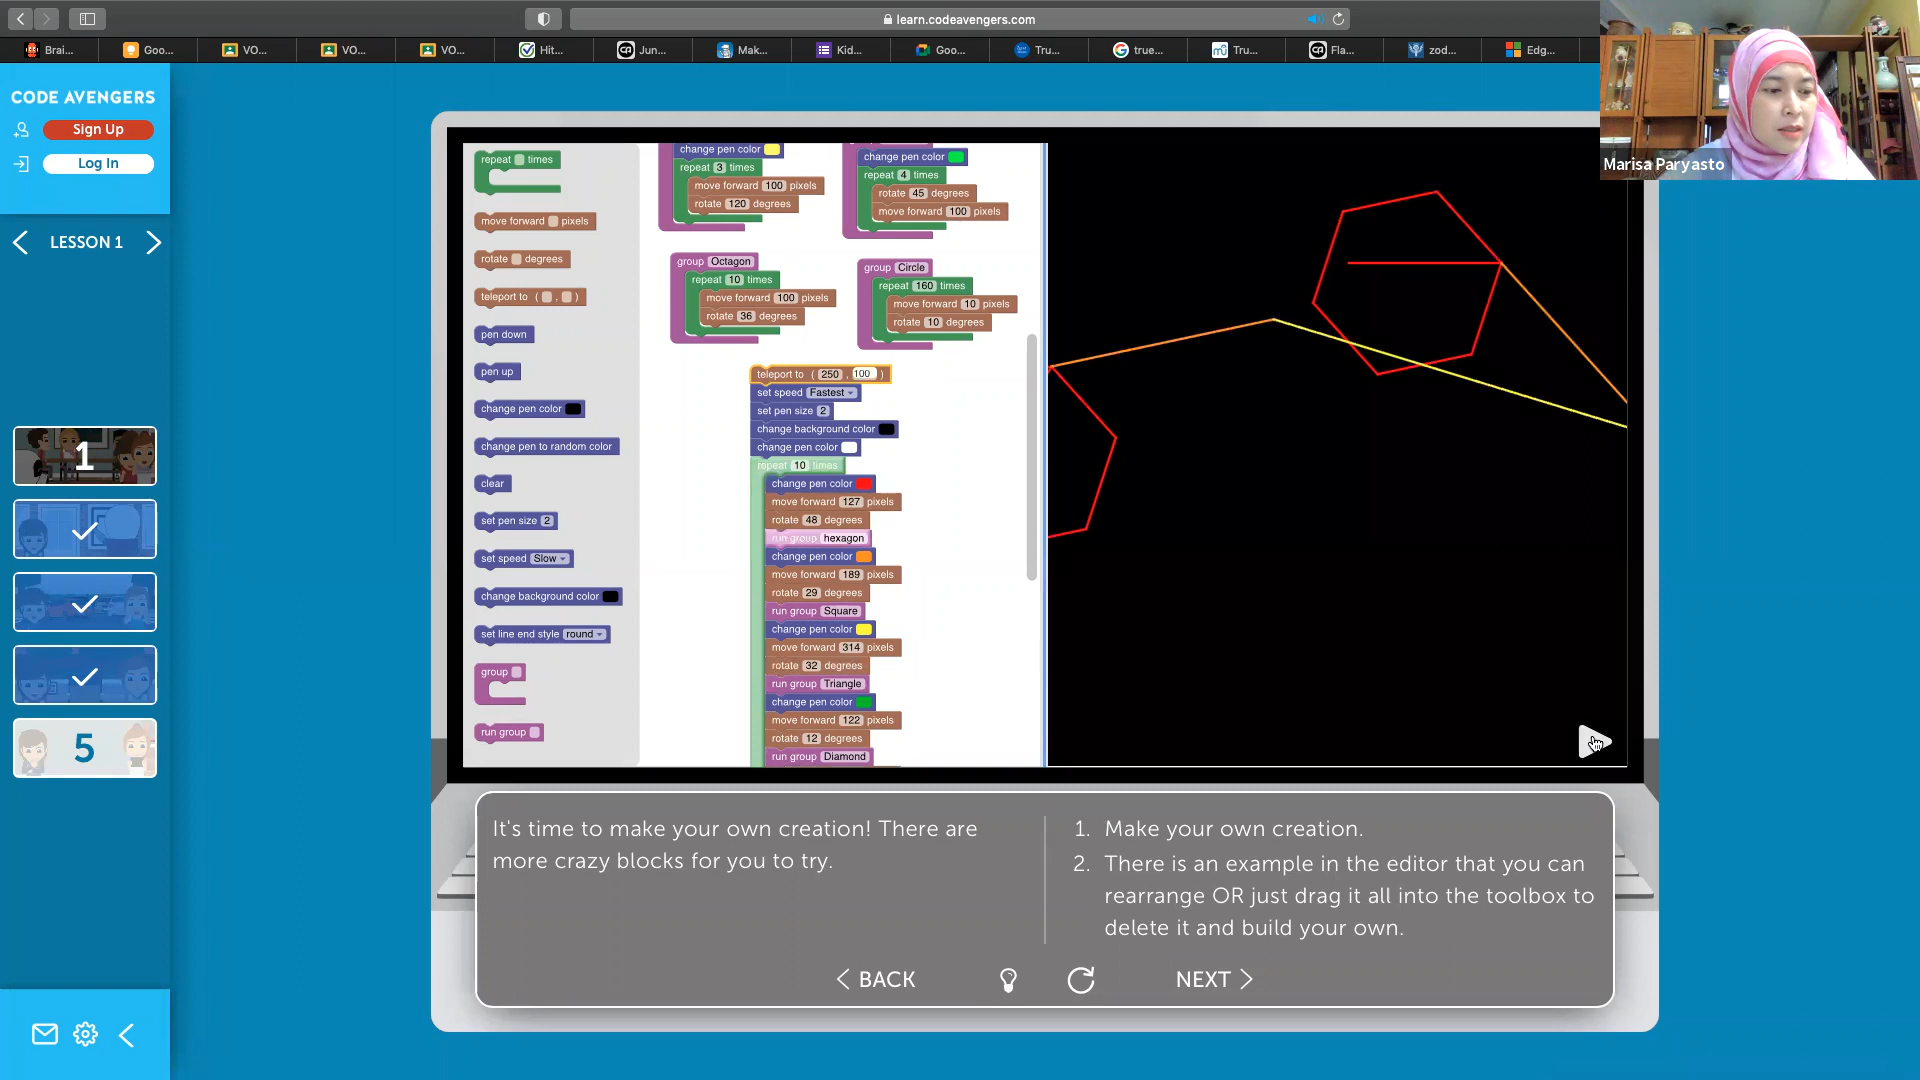 learn.codeavengers.com
Brai...
Goo...
VO...
VO...
VO...
Hit...
Jun...
Mak...
Kid...
Goo...
Tru...
true...
Tru...
Fla...
zod...
Edg...
Marisa Paryasto
CODE AVENGERS
Sign Up
Log In
LESSON 1
1
5
repeat times
move forward pixels
rotate degrees
teleport to ( , )
pen down
pen up
change pen color
change pen to random color
clear
set pen size 2
set speed Slow
change background color
set line end style round
group
run group
change pen color
repeat 3 times
move forward 100 pixels
rotate 120 degrees
change pen color
repeat 4 times
rotate 45 degrees
move forward 100 pixels
group Octagon
repeat 10 times
move forward 100 pixels
rotate 36 degrees
group Circle
repeat 160 times
move forward 10 pixels
rotate 10 degrees
teleport to ( 250 , 100 )
set speed Fastest
set pen size 2
change background color
change pen color
repeat 10 times
change pen color
move forward 127 pixels
rotate 48 degrees
run group hexagon
change pen color
move forward 189 pixels
rotate 29 degrees
run group Square
change pen color
move forward 314 pixels
rotate 32 degrees
run group Triangle
change pen color
move forward 122 pixels
rotate 12 degrees
run group Diamond
It's time to make your own creation! There are
more crazy blocks for you to try.
1. Make your own creation.
2. There is an example in the editor that you can
rearrange OR just drag it all into the toolbox to
delete it and build your own.
BACK
NEXT